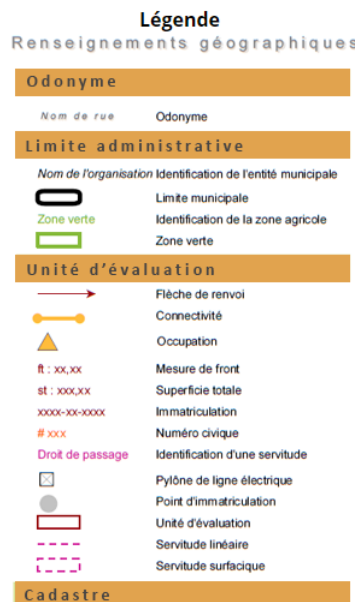 Légende
Renseignements géographiques
Odonyme
Nom de rue Odonyme
Limite administrative
Nom de l'organisation Identification de l'entité municipale
Limite municipale
Zone verte Identification de la zone agricole
Zone verte
Unité d'évaluation
Flèche de renvoi
Connectivité
Occupation
ft : xx,xx Mesure de front
st : xxx,xx Superficie totale
xxxx-xx-xxxx Immatriculation
# xxx Numéro civique
Droit de passage Identification d'une servitude
Pylône de ligne électrique
Point d'immatriculation
Unité d'évaluation
Servitude linéaire
Servitude surfacique
Cadastre